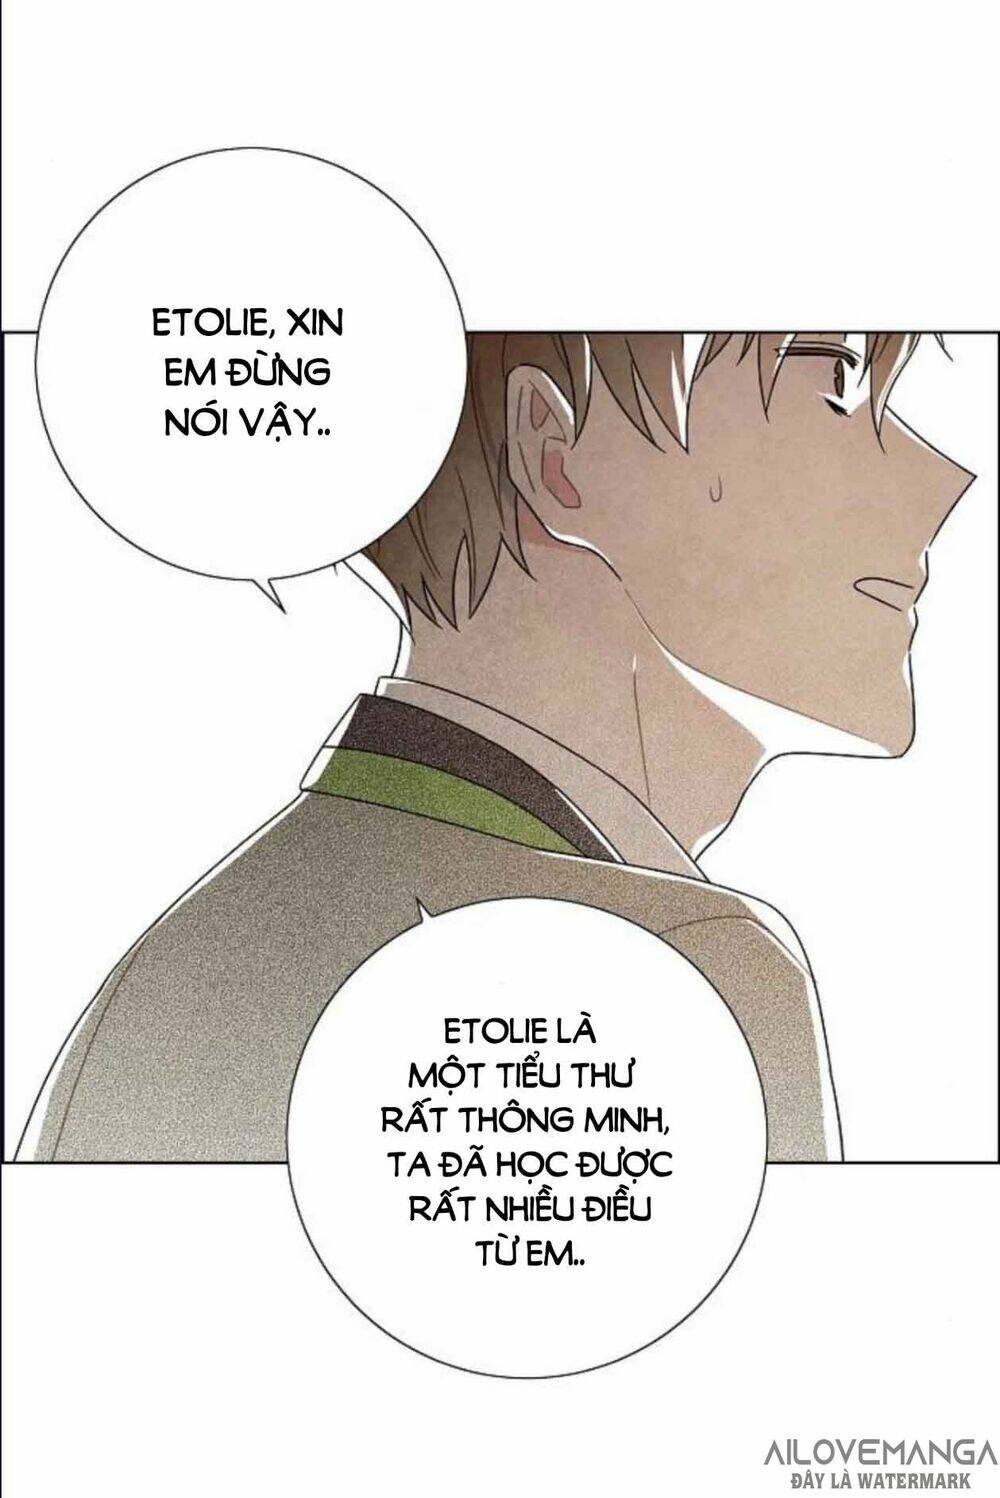 ETOLIE, XIN
EM ĐỪNG
NÓI VẬY..
ETOLIE LÀ
MỘT TIỂU THƯ
RẤT THÔNG MINH,
TA ĐÃ HỌC ĐƯỢC
RẤT NHIỀU ĐIỀU
TỪ EM..
AILOVEMANGA
ĐÂY LÀ WATERMARK